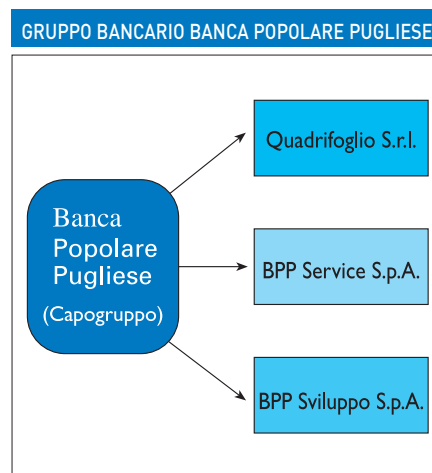 GRUPPO BANCARIO BANCA POPOLARE PUGLIESE
Banca
Popolare
Pugliese
(Capogruppo)
Quadrifoglio S.r.l.
BPP Service S.p.A.
BPP Sviluppo S.p.A.